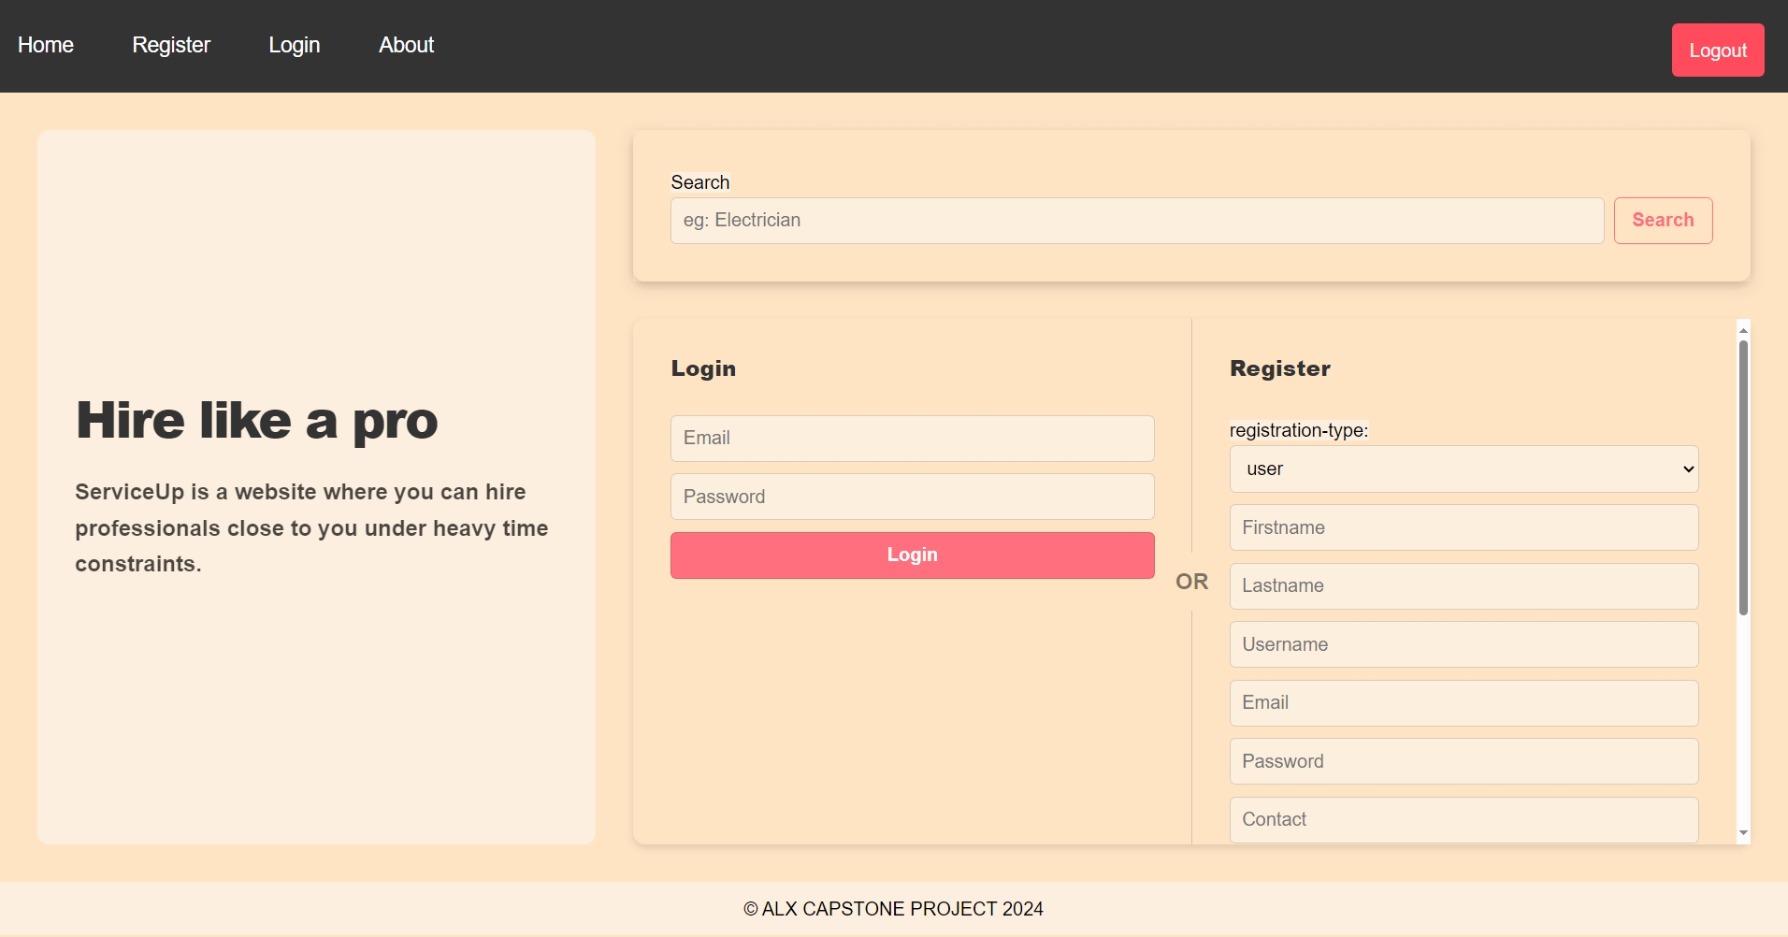 Home
Register
Login
About
Logout
Hire like a pro
ServiceUp is a website where you can hire
professionals close to you under heavy time
constraints.
Search
eg: Electrician
Search
Login
Email
Password
Login
OR
Register
registration-type:
user
Firstname
Lastname
Username
Email
Password
Contact
© ALX CAPSTONE PROJECT 2024